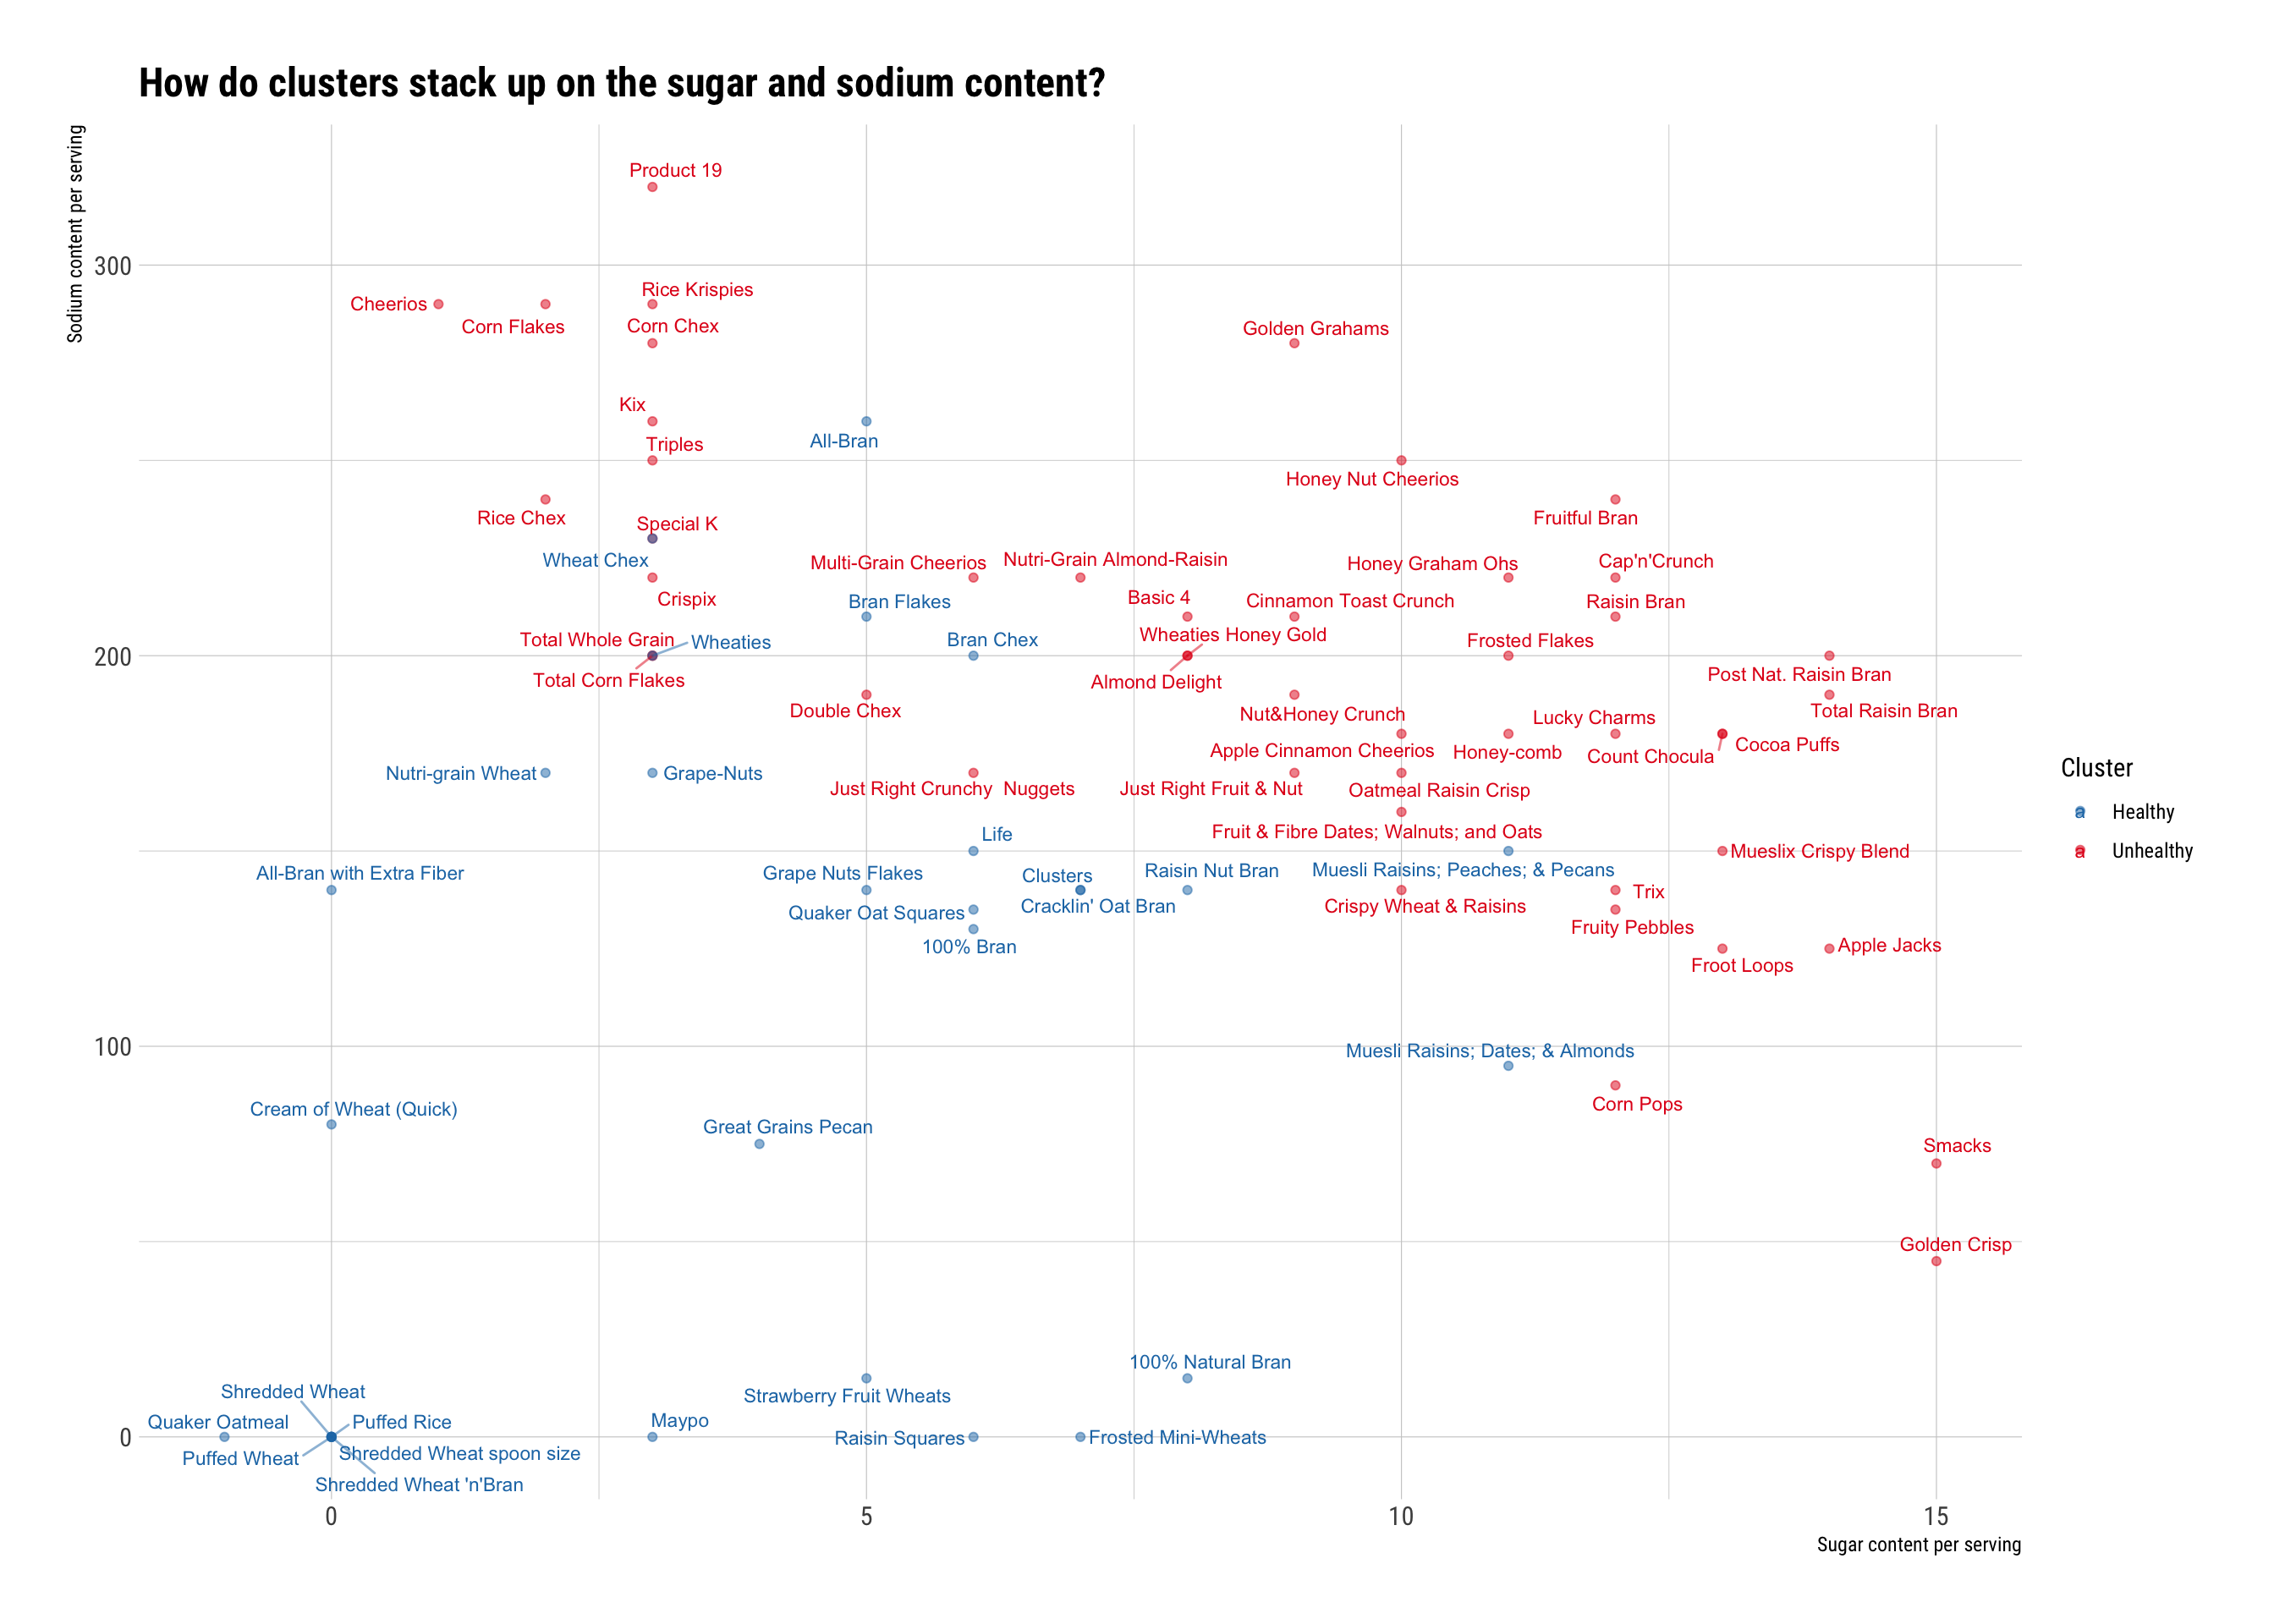 How do clusters stack up on the sugar and sodium content?
Sodium content per serving
Product 19
300
Rice Krispies
Cheerios
Corn Flakes
Corn Chex
Golden Grahams
Kix
Triples
All-Bran
Honey Nut Cheerios
Rice Chex
Special K
Fruitful Bran
Wheat Chex
Multi-Grain Cheerios
Nutri-Grain Almond-Raisin
Honey Graham Ohs
Cap'n'Crunch
Crispix
Bran Flakes
Basic 4
Cinnamon Toast Crunch
Raisin Bran
Total Whole Grain
Wheaties
Bran Chex
Wheaties Honey Gold
Frosted Flakes
200
Total Corn Flakes
Almond Delight
Post Nat. Raisin Bran
Double Chex
Nut&Honey Crunch
Lucky Charms
Total Raisin Bran
Apple Cinnamon Cheerios
Honey-comb
Count Chocula
Cocoa Puffs
Nutri-grain Wheat
Grape-Nuts
Just Right Crunchy  Nuggets
Just Right Fruit & Nut
Oatmeal Raisin Crisp
Cluster
a Healthy
a Unhealthy
Life
Fruit & Fibre Dates; Walnuts; and Oats
Mueslix Crispy Blend
All-Bran with Extra Fiber
Grape Nuts Flakes
Clusters
Raisin Nut Bran
Muesli Raisins; Peaches; & Pecans
Trix
Quaker Oat Squares
Cracklin' Oat Bran
Crispy Wheat & Raisins
Fruity Pebbles
100% Bran
Froot Loops
Apple Jacks
100
Muesli Raisins; Dates; & Almonds
Cream of Wheat (Quick)
Great Grains Pecan
Corn Pops
Smacks
Golden Crisp
100% Natural Bran
Shredded Wheat
Strawberry Fruit Wheats
Quaker Oatmeal
Puffed Rice
Maypo
0
Raisin Squares
Frosted Mini-Wheats
Puffed Wheat
Shredded Wheat spoon size
Shredded Wheat 'n'Bran
0
5
10
15
Sugar content per serving